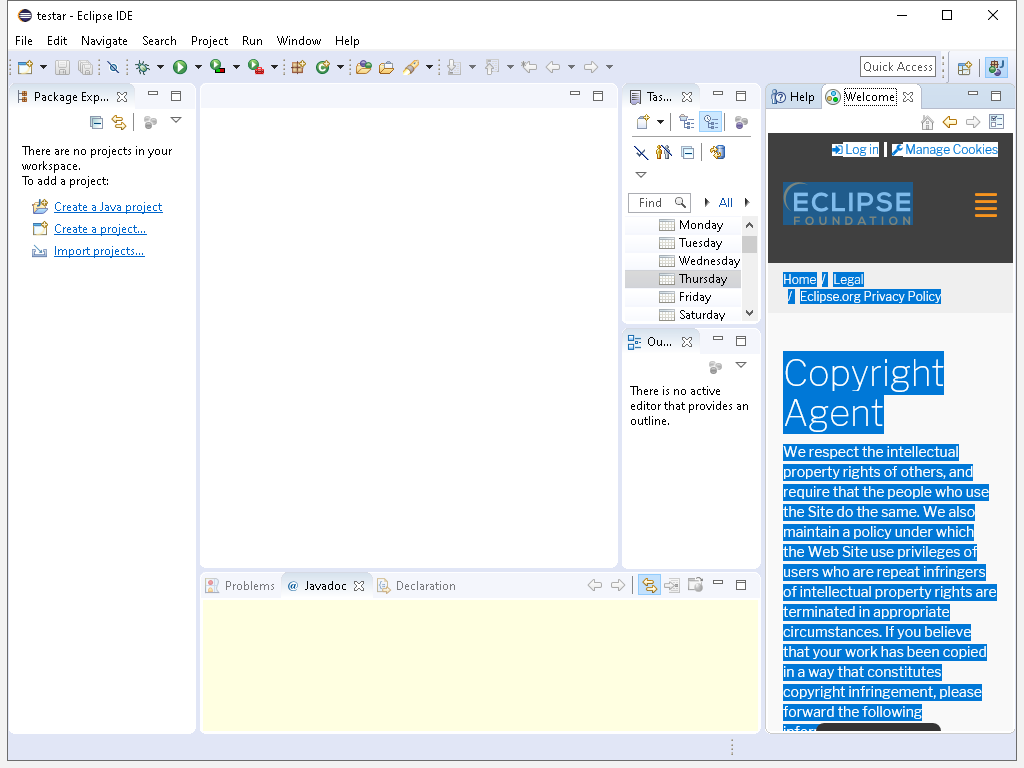 testar - Eclipse IDE
File Edit Navigate Search Project Run Window Help
Quick Access
Package Exp...
There are no projects in your
workspace.
To add a project:
Create a Java project
Create a project...
Import projects...
Tas...
Find All
Monday
Tuesday
Wednesday
Thursday
Friday
Saturday
Ou...
There is no active
editor that provides an
outline.
Problems @ Javadoc Declaration
Help Welcome
Log in | Manage Cookies
ECLIPSE
FOUNDATION
Home / Legal
/ Eclipse.org Privacy Policy
Copyright
Agent
We respect the intellectual
property rights of others, and
require that the people who use
the Site do the same. We also
maintain a policy under which
the Web Site use privileges of
users who are repeat infringers
of intellectual property rights are
terminated in appropriate
circumstances. If you believe
that your work has been copied
in a way that constitutes
copyright infringement, please
forward the following